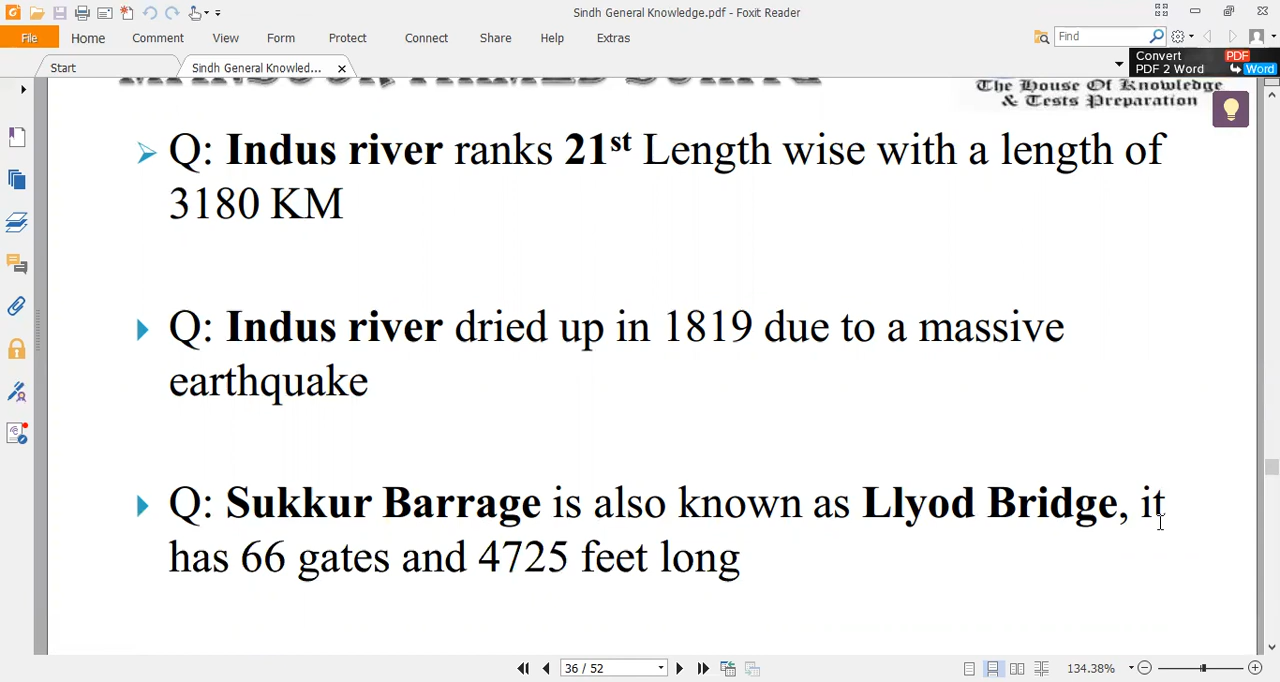 Sindh General Knowledge.pdf - Foxit Reader
File Home Comment View Form Protect Connect Share Help Extras Find
Start Sindh General Knowled...
Convert PDF
PDF 2 Word Word
The House Of Knowledge
& Tests Preparation
Q: Indus river ranks 21st Length wise with a length of
3180 KM
Q: Indus river dried up in 1819 due to a massive
earthquake
Q: Sukkur Barrage is also known as Llyod Bridge, it
has 66 gates and 4725 feet long
36 / 52 134.38%